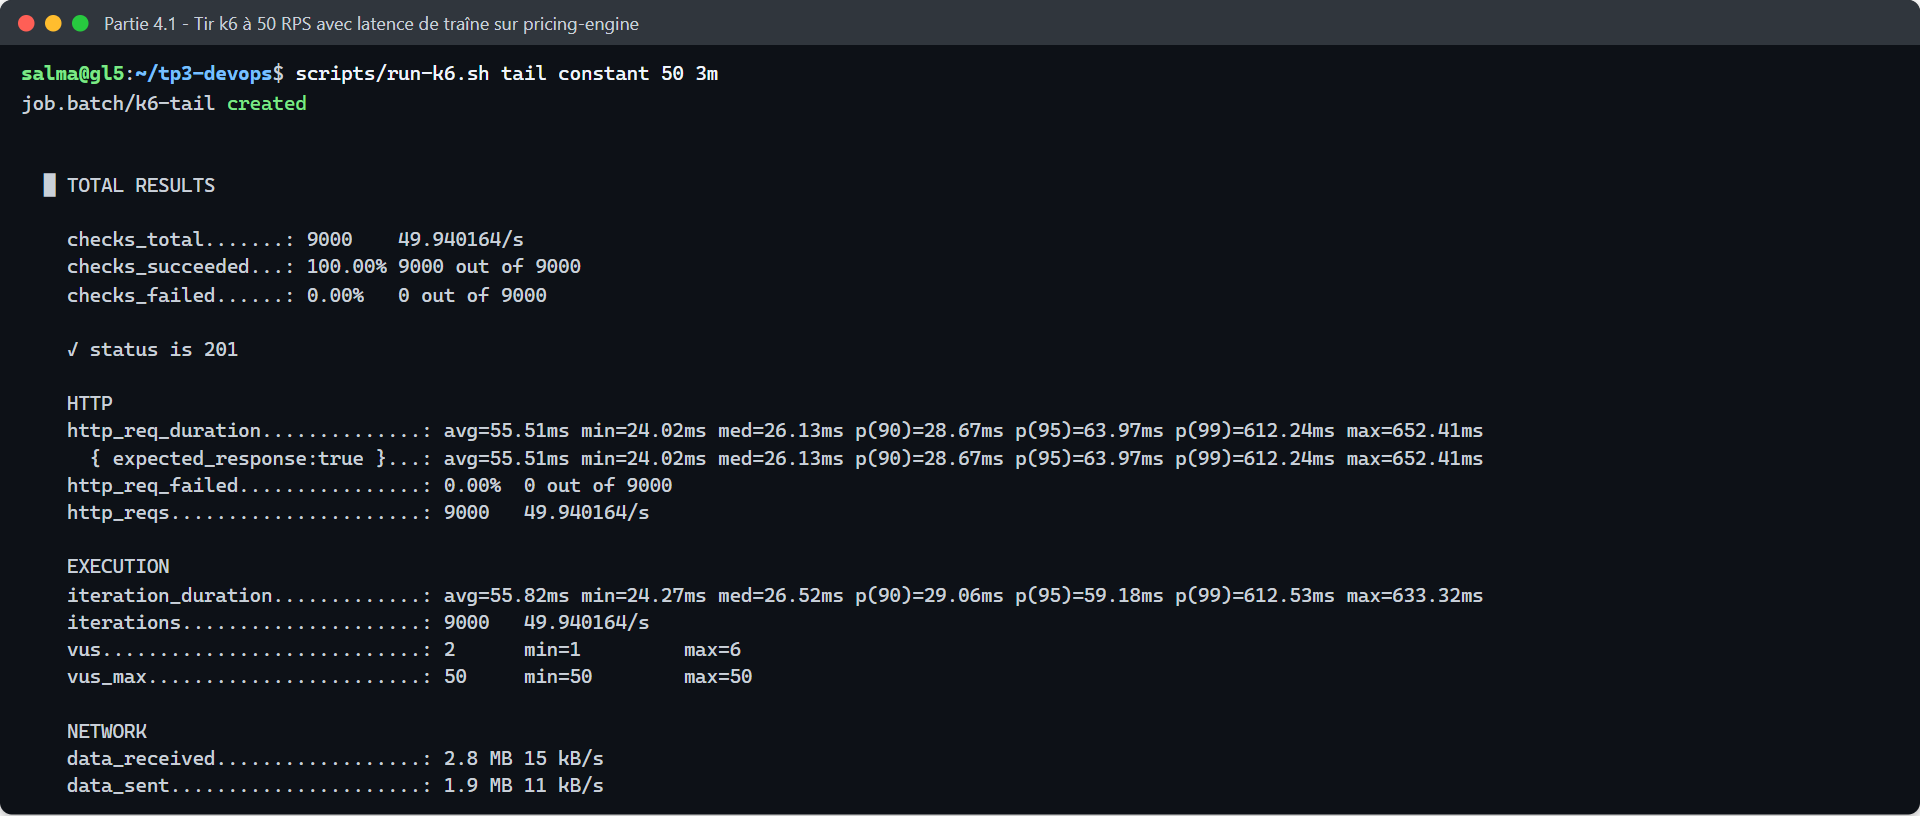 Partie 4.1 - Tir k6 à 50 RPS avec latence de traîne sur pricing-engine
salma@gl5:~/tp3-devops$ scripts/run-k6.sh tail constant 50 3m
job.batch/k6-tail created
█ TOTAL RESULTS
checks_total.......: 9000    49.940164/s
checks_succeeded...: 100.00% 9000 out of 9000
checks_failed......: 0.00%   0 out of 9000
✓ status is 201
HTTP
http_req_duration..............: avg=55.51ms min=24.02ms med=26.13ms p(90)=28.67ms p(95)=63.97ms p(99)=612.24ms max=652.41ms
  { expected_response:true }...: avg=55.51ms min=24.02ms med=26.13ms p(90)=28.67ms p(95)=63.97ms p(99)=612.24ms max=652.41ms
http_req_failed................: 0.00%  0 out of 9000
http_reqs......................: 9000   49.940164/s
EXECUTION
iteration_duration.............: avg=55.82ms min=24.27ms med=26.52ms p(90)=29.06ms p(95)=59.18ms p(99)=612.53ms max=633.32ms
iterations.....................: 9000   49.940164/s
vus............................: 2      min=1         max=6
vus_max........................: 50     min=50        max=50
NETWORK
data_received..................: 2.8 MB 15 kB/s
data_sent......................: 1.9 MB 11 kB/s